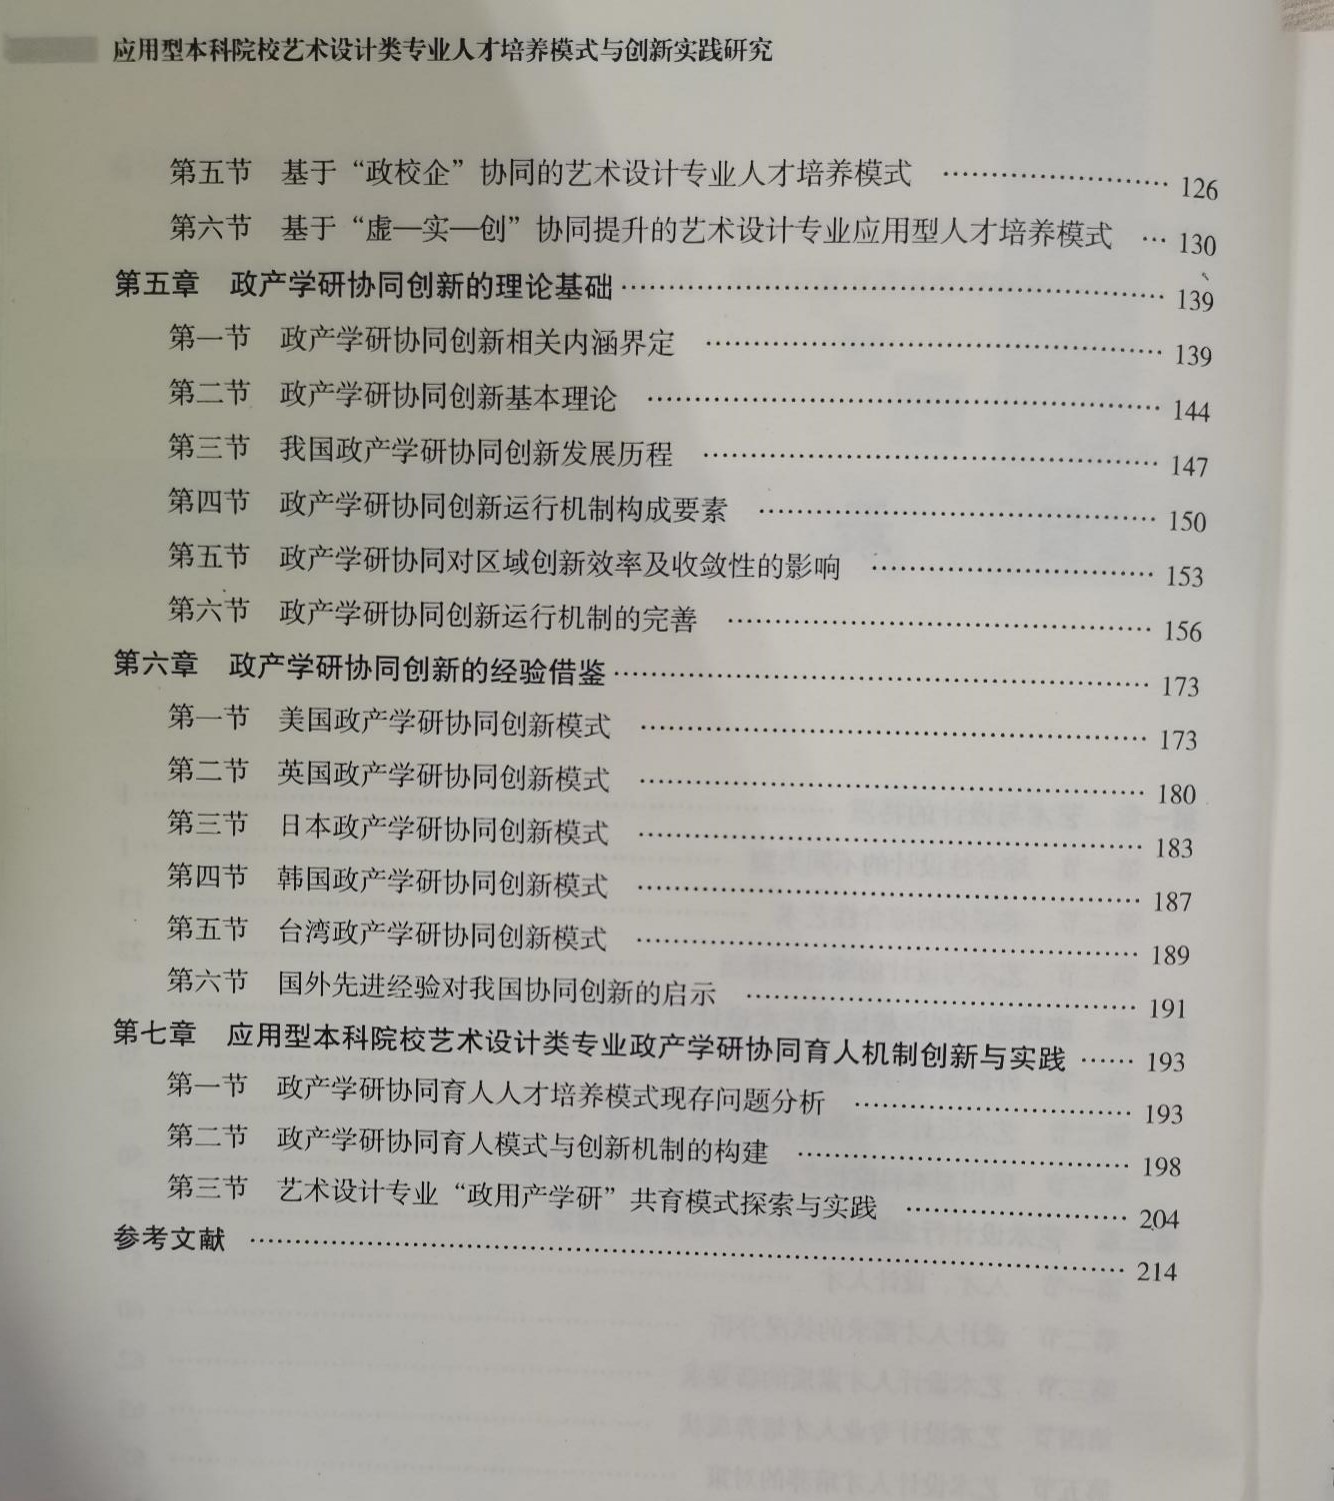 应用型本科院校艺术设计类专业人才培养模式与创新实践研究
第五节 基于“政校企”协同的艺术设计专业人才培养模式 …………………… 126
第六节 基于“虚—实—创”协同提升的艺术设计专业应用型人才培养模式 … 130
第五章 政产学研协同创新的理论基础 …………………… 139
第一节 政产学研协同创新相关内涵界定 …………………… 139
第二节 政产学研协同创新基本理论 …………………… 144
第三节 我国政产学研协同创新发展历程 …………………… 147
第四节 政产学研协同创新运行机制构成要素 …………………… 150
第五节 政产学研协同对区域创新效率及收敛性的影响 …………………… 153
第六节 政产学研协同创新运行机制的完善 …………………… 156
第六章 政产学研协同创新的经验借鉴 …………………… 173
第一节 美国政产学研协同创新模式 …………………… 173
第二节 英国政产学研协同创新模式 …………………… 180
第三节 日本政产学研协同创新模式 …………………… 183
第四节 韩国政产学研协同创新模式 …………………… 187
第五节 台湾政产学研协同创新模式 …………………… 189
第六节 国外先进经验对我国协同创新的启示 …………………… 191
第七章 应用型本科院校艺术设计类专业政产学研协同育人机制创新与实践 …… 193
第一节 政产学研协同育人人才培养模式现存问题分析 …………………… 193
第二节 政产学研协同育人模式与创新机制的构建 …………………… 198
第三节 艺术设计专业“政用产学研”共育模式探索与实践 …………………… 204
参考文献 …………………… 214